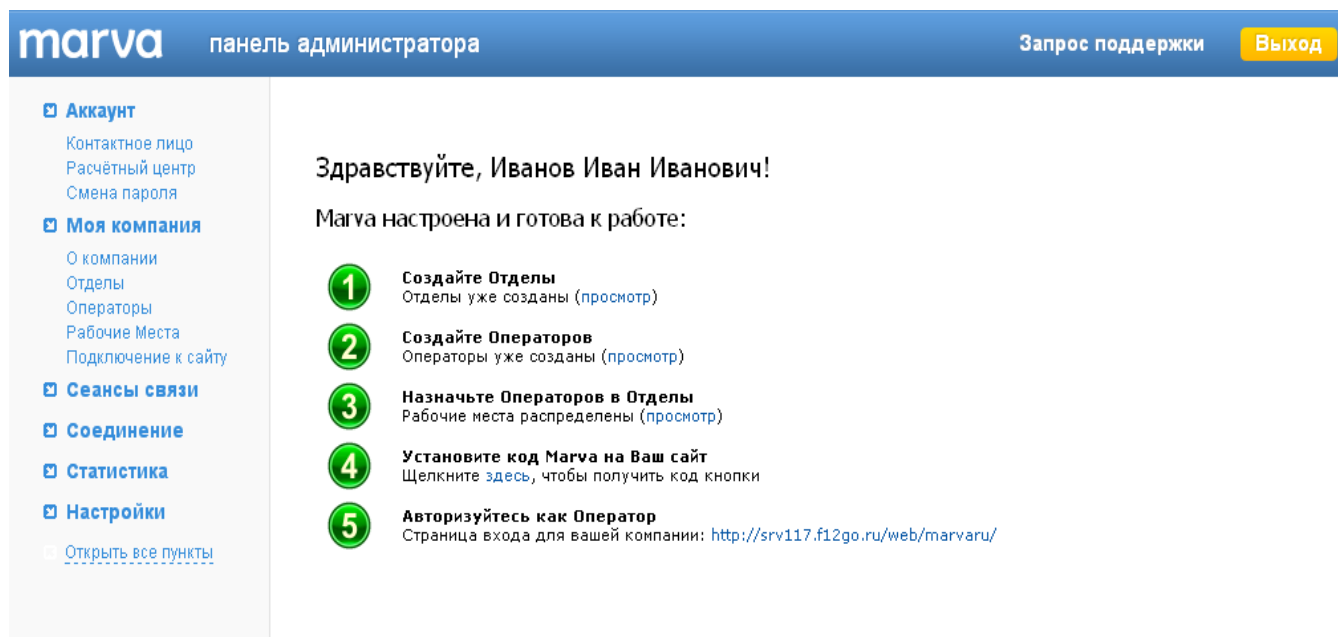 marva панель администратора Запрос поддержки Выход
Аккаунт
Контактное лицо
Расчётный центр
Смена пароля
Моя компания
О компании
Отделы
Операторы
Рабочие Места
Подключение к сайту
Сеансы связи
Соединение
Статистика
Настройки
Открыть все пункты
Здравствуйте, Иванов Иван Иванович!
Marva настроена и готова к работе:
1 Создайте Отделы
Отделы уже созданы (просмотр)
2 Создайте Операторов
Операторы уже созданы (просмотр)
3 Назначьте Операторов в Отделы
Рабочие места распределены (просмотр)
4 Установите код Marva на Ваш сайт
Щелкните здесь, чтобы получить код кнопки
5 Авторизуйтесь как Оператор
Страница входа для вашей компании: http://srv117.f12go.ru/web/marvaru/